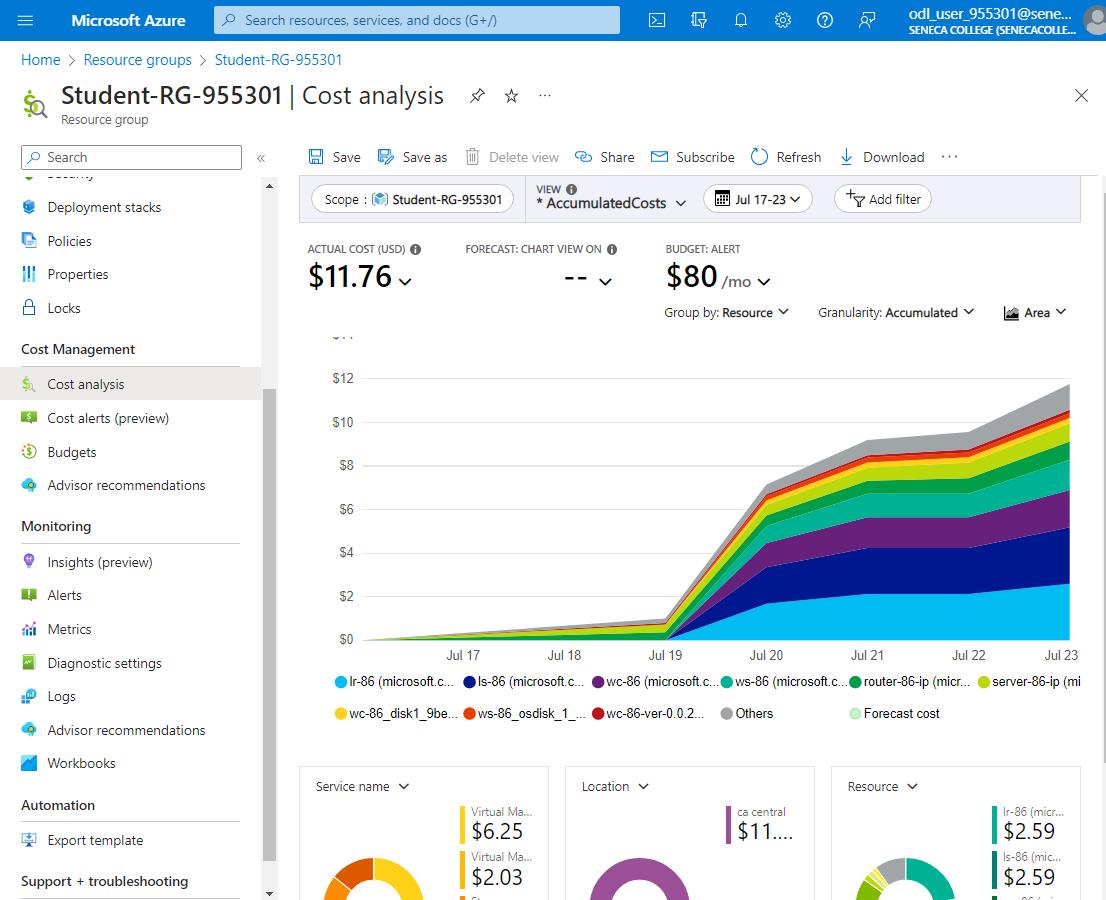 Microsoft Azure
Search resources, services, and docs (G+/)
odl_user_955301@sene...
SENECA COLLEGE (SENECACOLLE...
Home > Resource groups > Student-RG-955301
Student-RG-955301 | Cost analysis
Resource group
Search
Save
Save as
Delete view
Share
Subscribe
Refresh
Download
Security
Deployment stacks
Policies
Properties
Locks
Cost Management
Cost analysis
Cost alerts (preview)
Budgets
Advisor recommendations
Monitoring
Insights (preview)
Alerts
Metrics
Diagnostic settings
Logs
Advisor recommendations
Workbooks
Automation
Export template
Support + troubleshooting
Scope : Student-RG-955301
VIEW
* AccumulatedCosts
Jul 17-23
Add filter
ACTUAL COST (USD)
$11.76
FORECAST: CHART VIEW ON
--
BUDGET: ALERT
$80 /mo
Group by: Resource
Granularity: Accumulated
Area
$12
$10
$8
$6
$4
$2
$0
Jul 17 Jul 18 Jul 19 Jul 20 Jul 21 Jul 22 Jul 23
lr-86 (microsoft.c... ls-86 (microsoft.c... wc-86 (microsoft.c... ws-86 (microsoft.c... router-86-ip (micr... server-86-ip (mi
wc-86_disk1_9be... ws-86_osdisk_1_... wc-86-ver-0.0.2... Others Forecast cost
Service name
Virtual Ma...
$6.25
Virtual Ma...
$2.03
Location
ca central
$11....
Resource
lr-86 (micr...
$2.59
ls-86 (mic...
$2.59